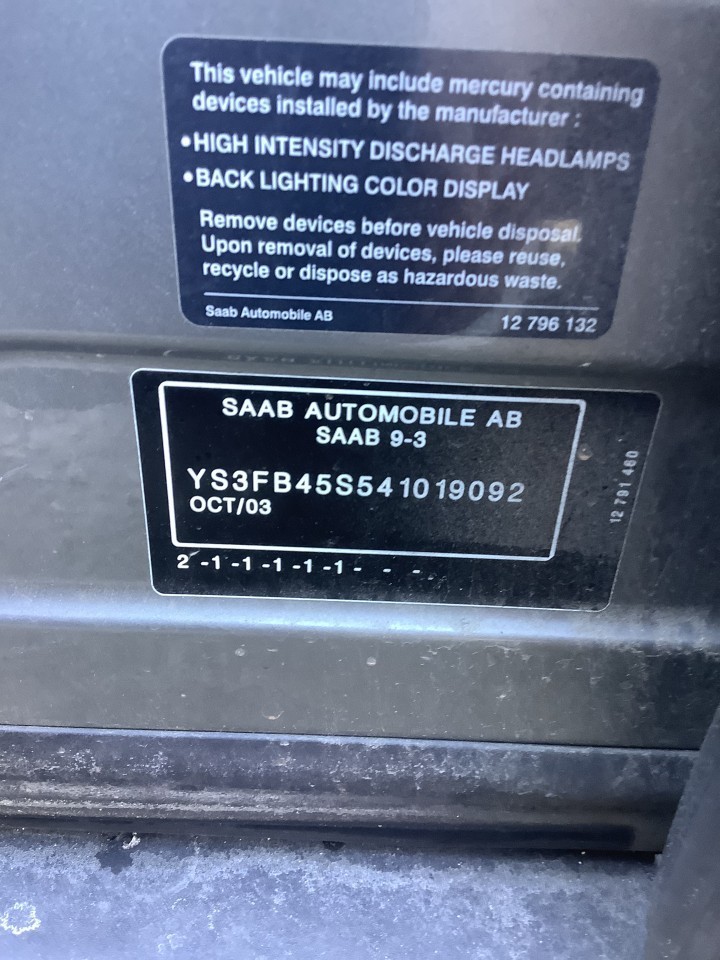 This vehicle may include mercury containing
devices installed by the manufacturer :
•HIGH INTENSITY DISCHARGE HEADLAMPS
•BACK LIGHTING COLOR DISPLAY
Remove devices before vehicle disposal.
Upon removal of devices, please reuse,
recycle or dispose as hazardous waste.
Saab Automobile AB
12 796 132
SAAB AUTOMOBILE AB
SAAB 9-3
YS3FB45S541019092
OCT/03
12 791 460
2 -1 -1 -1 -1 -1 - - -